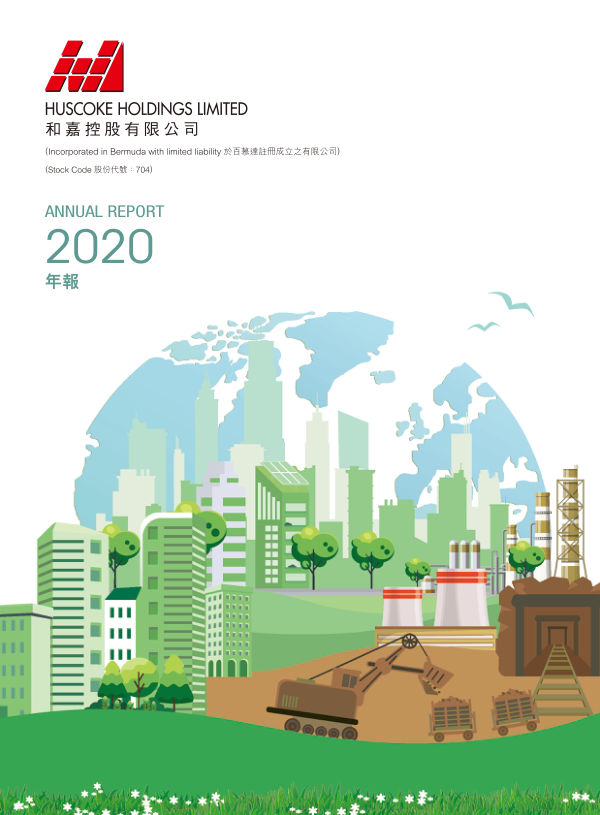 HUSCOKE HOLDINGS LIMITED
和嘉控股有限公司
(Incorporated in Bermuda with limited liability 於百慕達註冊成立之有限公司)
(Stock Code 股份代號：704)
ANNUAL REPORT
2020
年報